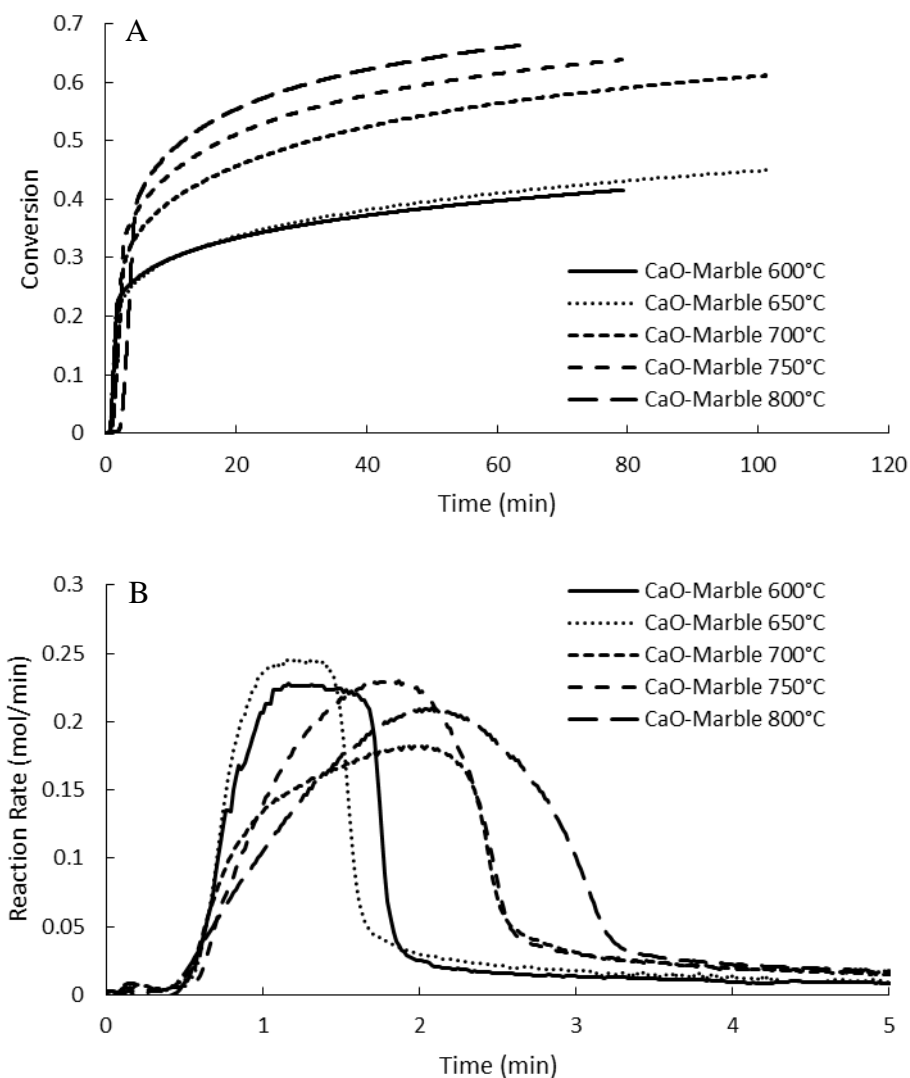 A
0.7
0.6
0.5
0.4
0.3
0.2
0.1
0
Conversion
CaO-Marble 600°C
CaO-Marble 650°C
CaO-Marble 700°C
CaO-Marble 750°C
CaO-Marble 800°C
0 20 40 60 80 100 120
Time (min)
B
0.3
0.25
0.2
0.15
0.1
0.05
0
Reaction Rate (mol/min)
CaO-Marble 600°C
CaO-Marble 650°C
CaO-Marble 700°C
CaO-Marble 750°C
CaO-Marble 800°C
0 1 2 3 4 5
Time (min)